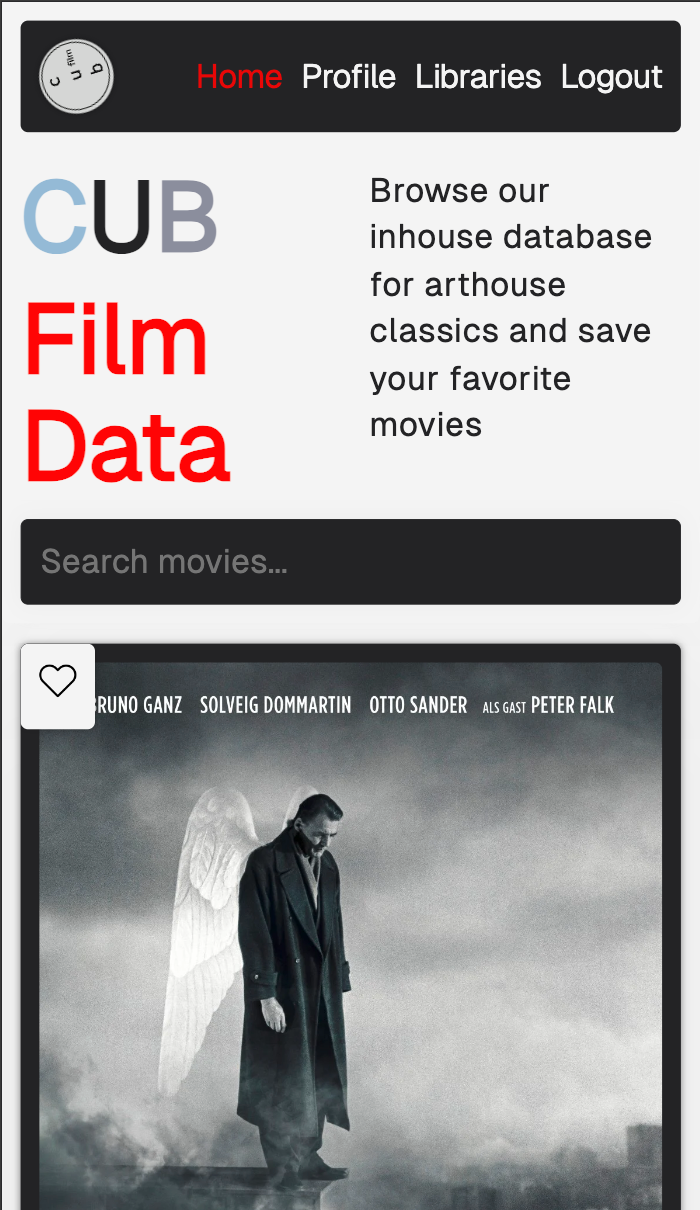 c u b film
Home Profile Libraries Logout
CUB
Film
Data
Browse our
inhouse database
for arthouse
classics and save
your favorite
movies
Search movies...
BRUNO GANZ SOLVEIG DOMMARTIN OTTO SANDER ALS GAST PETER FALK